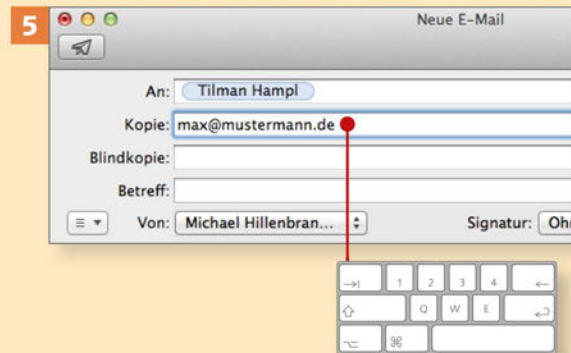 5
Neue E-Mail
An: Tilman Hampl
Kopie: max@mustermann.de
Blindkopie:
Betreff:
Von: Michael Hillenbran... Signatur: Oh
1 2 3 4
Q W E